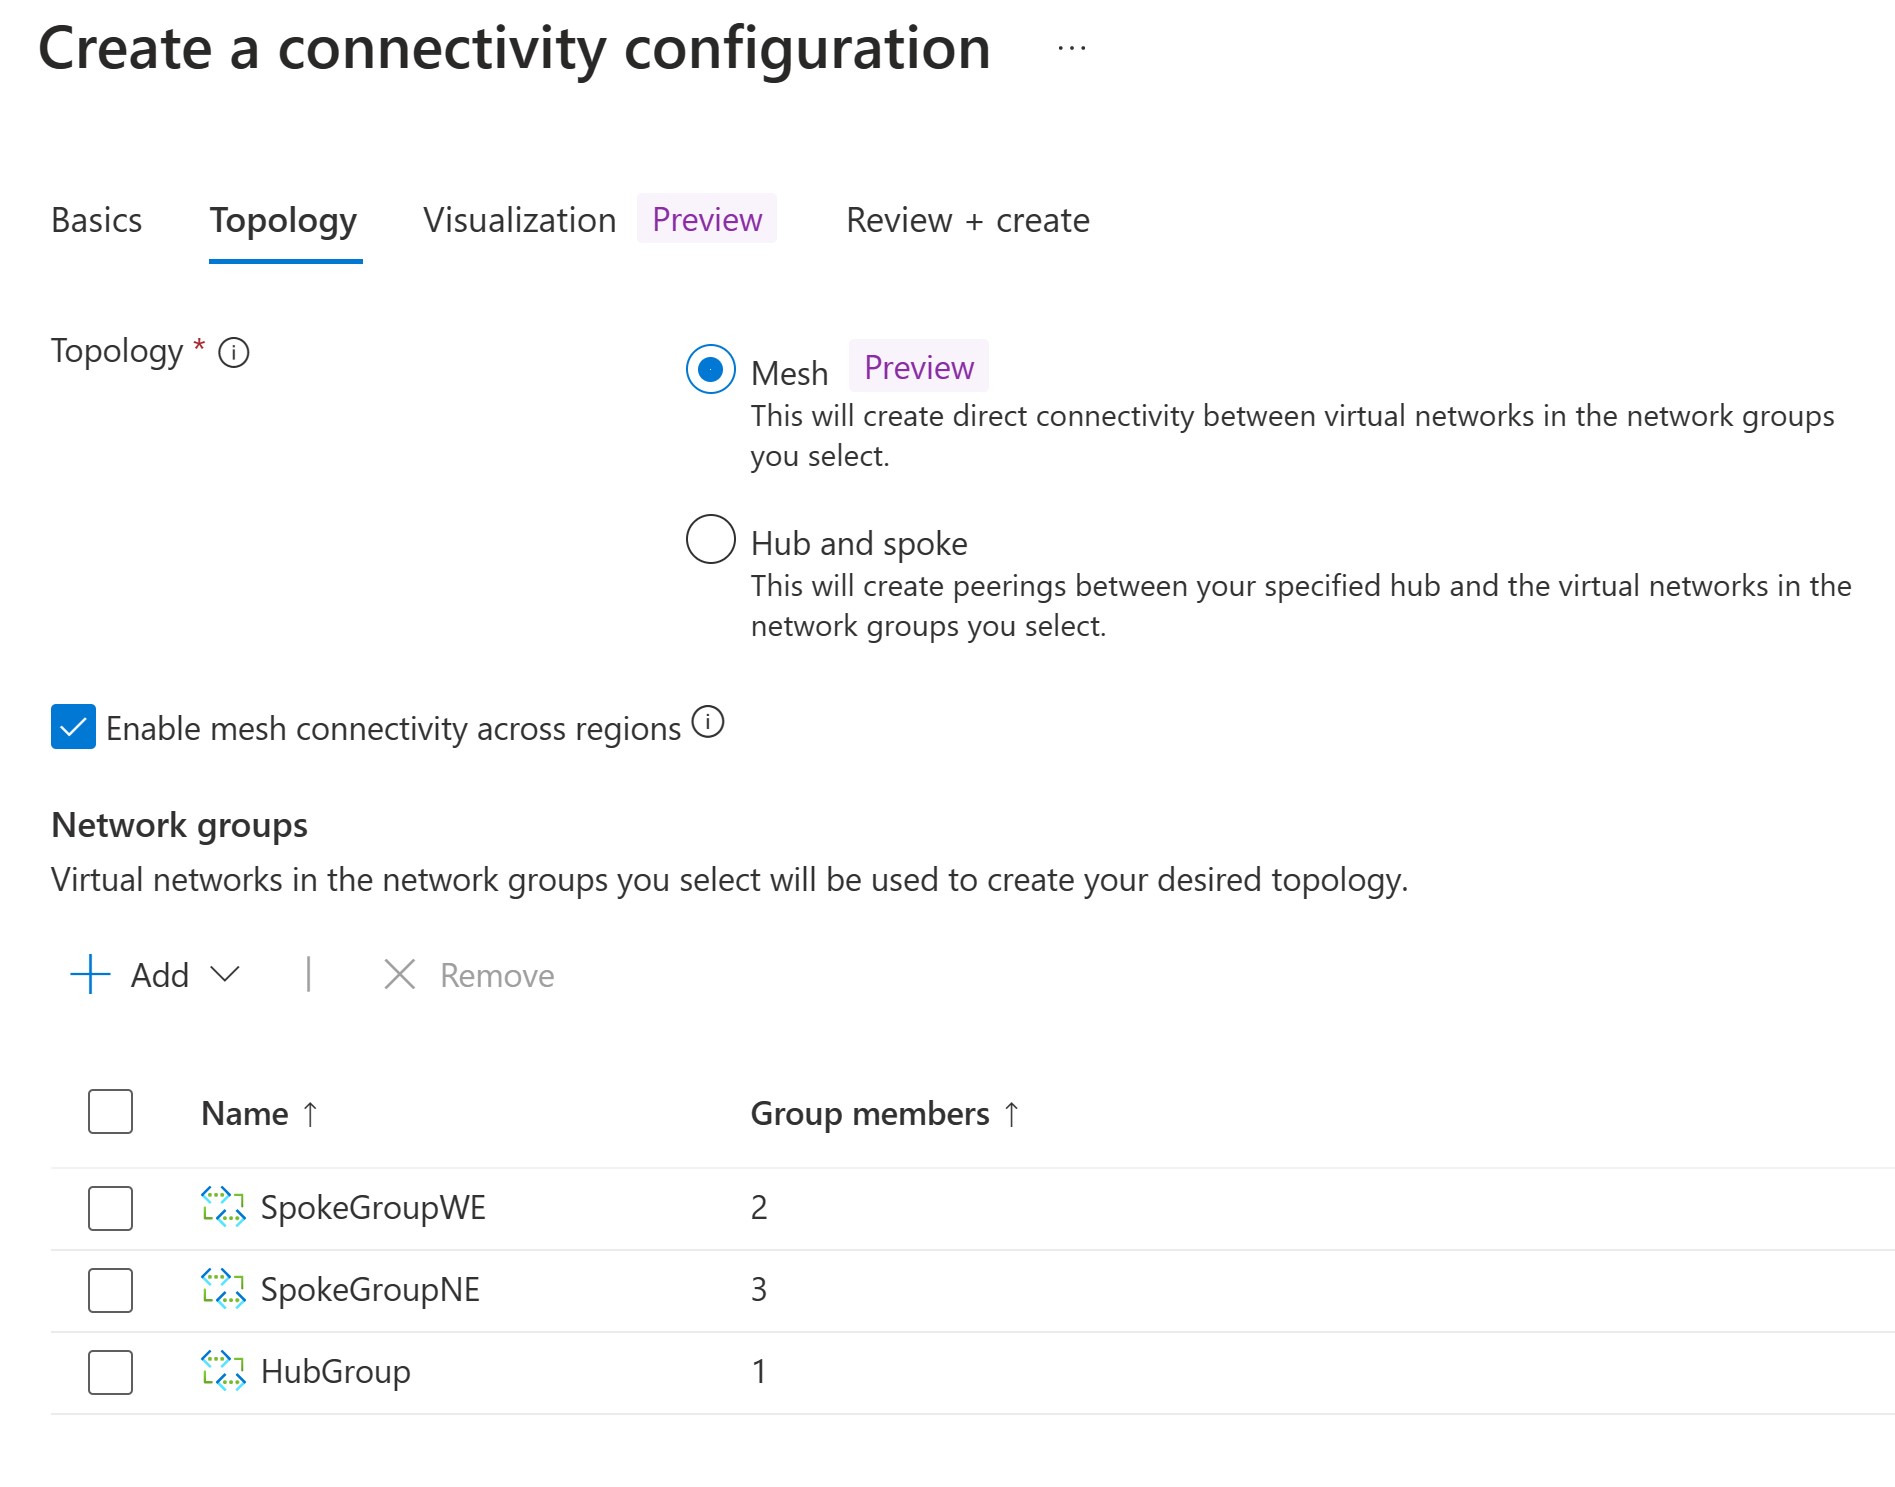 Create a connectivity configuration ...
Basics Topology Visualization Preview Review + create
Topology *
Mesh Preview
This will create direct connectivity between virtual networks in the network groups
you select.
Hub and spoke
This will create peerings between your specified hub and the virtual networks in the
network groups you select.
Enable mesh connectivity across regions
Network groups
Virtual networks in the network groups you select will be used to create your desired topology.
Add | Remove
Name ↑ Group members ↑
SpokeGroupWE 2
SpokeGroupNE 3
HubGroup 1